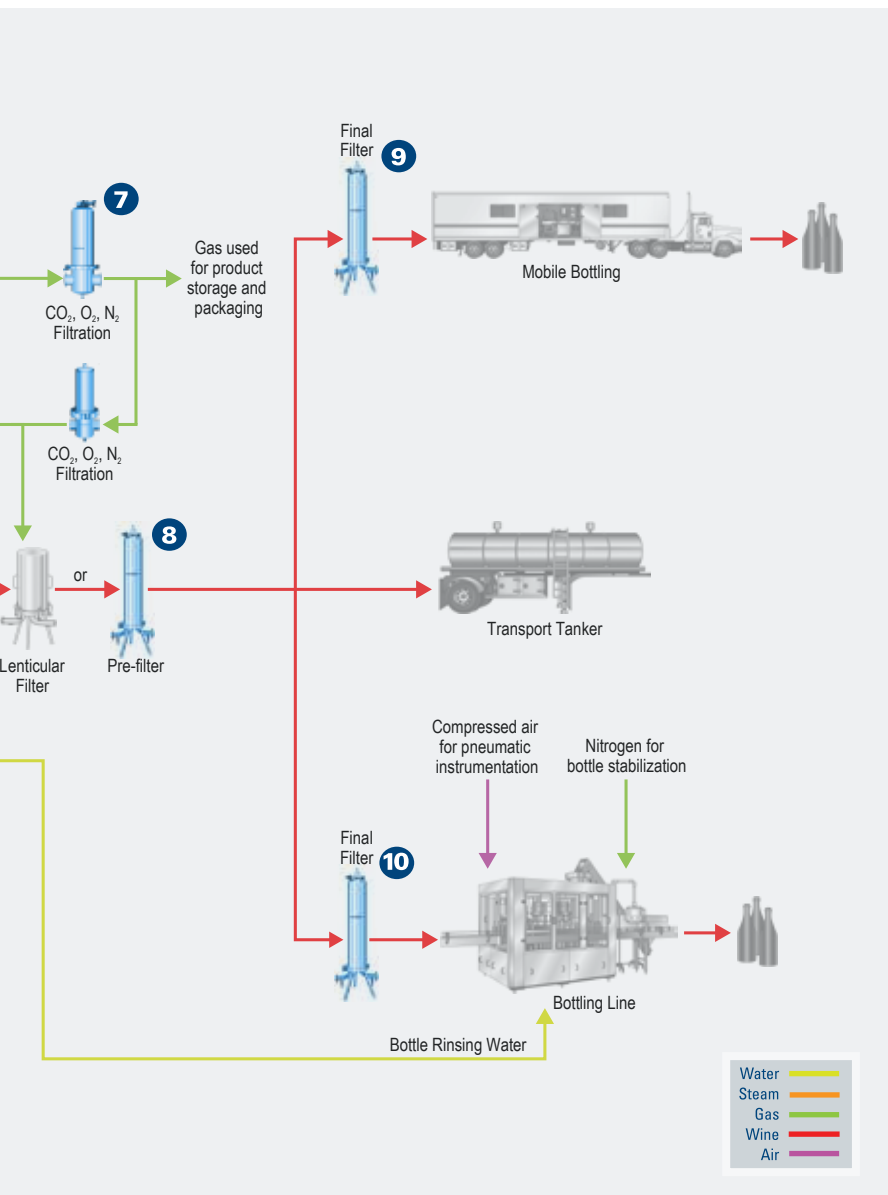 Final
Filter
9
7
Gas used
for product
storage and
packaging
Mobile Bottling
CO₂, O₂, N₂
Filtration
CO₂, O₂, N₂
Filtration
8
or
Lenticular
Filter
Pre-filter
Transport Tanker
Compressed air
for pneumatic
instrumentation
Nitrogen for
bottle stabilization
Final
Filter
10
Bottling Line
Bottle Rinsing Water
Water
Steam
Gas
Wine
Air